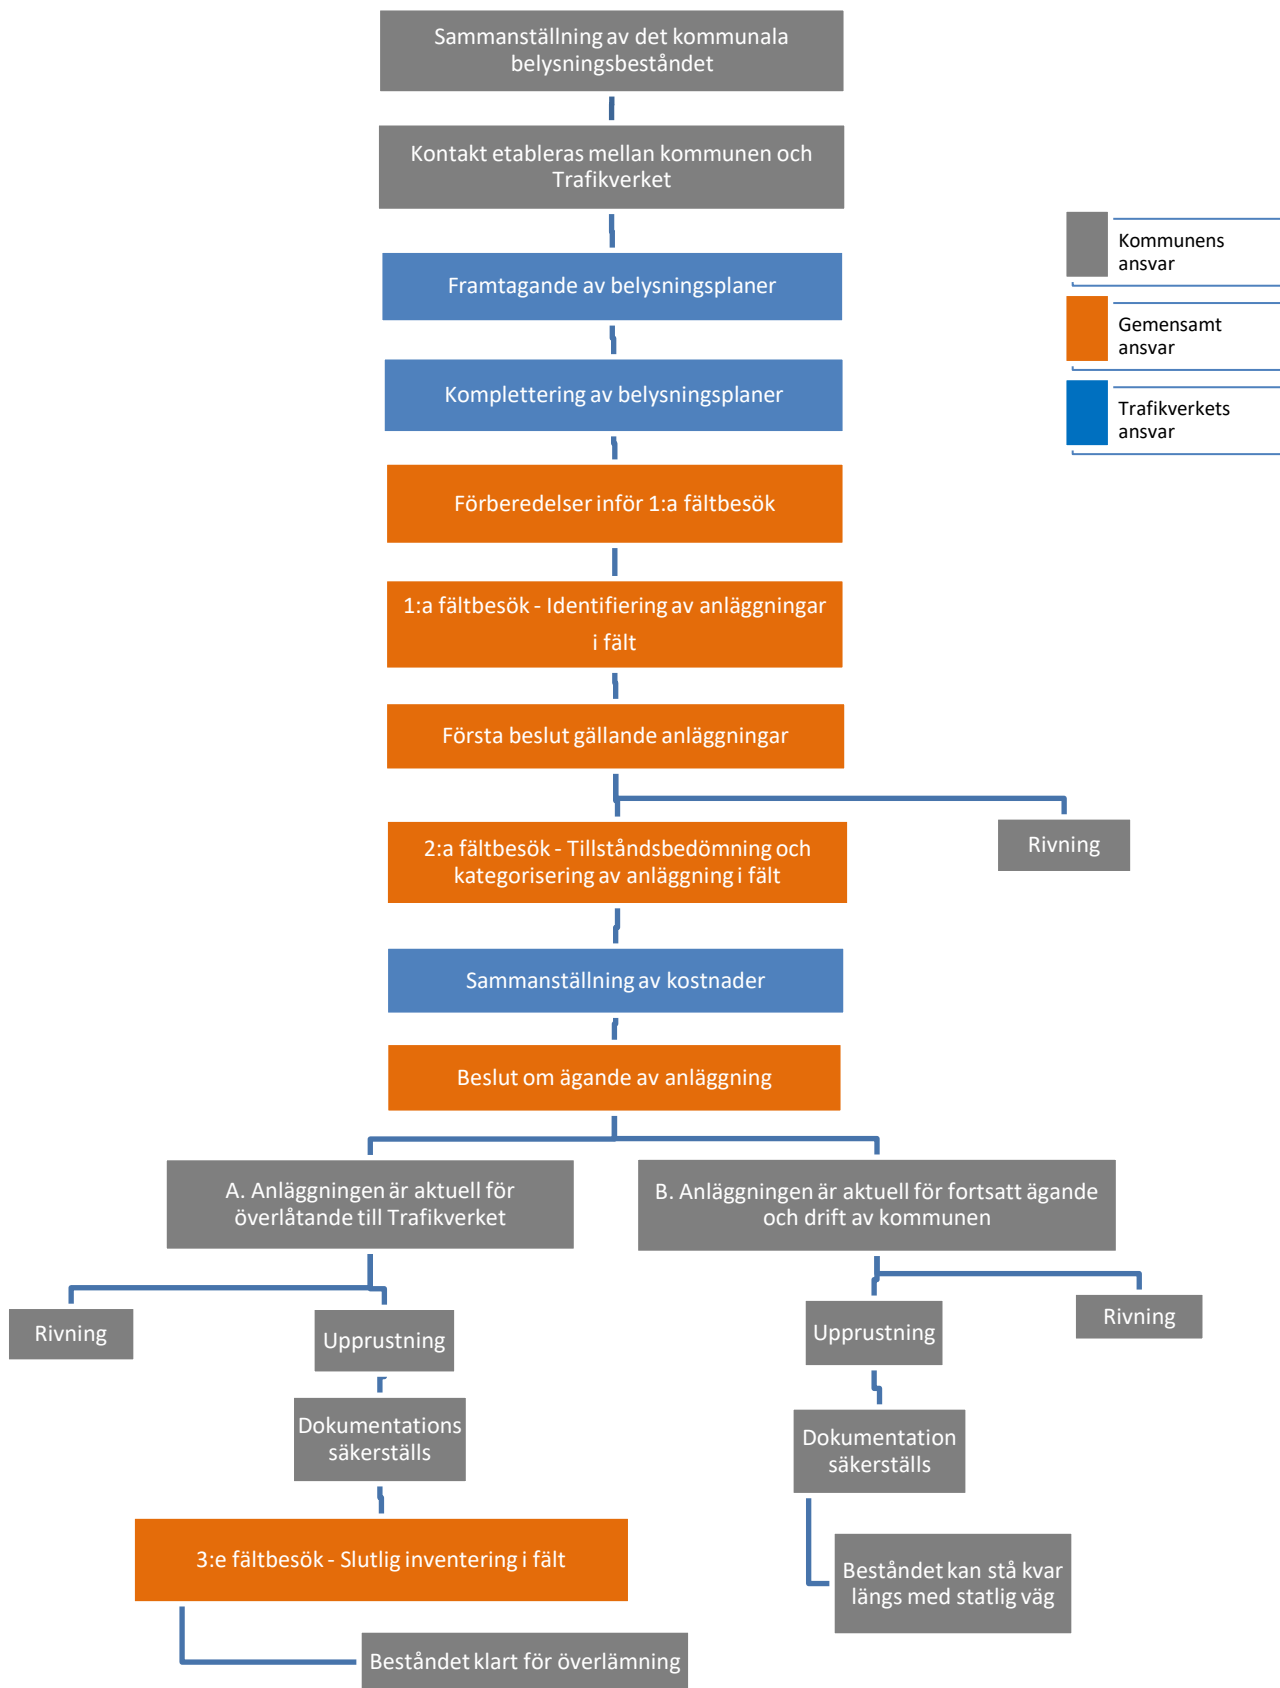 Sammanställning av det kommunala
belysningsbeståndet
Kontakt etableras mellan kommunen och
Trafikverket
Kommunens
ansvar
Framtagande av belysningsplaner
Gemensamt
ansvar
Komplettering av belysningsplaner
Trafikverkets
ansvar
Förberedelser inför 1:a fältbesök
1:a fältbesök - Identifiering av anläggningar
i fält
Första beslut gällande anläggningar
2:a fältbesök - Tillståndsbedömning och
kategorisering av anläggning i fält
Rivning
Sammanställning av kostnader
Beslut om ägande av anläggning
A. Anläggningen är aktuell för
överlåtande till Trafikverket
B. Anläggningen är aktuell för fortsatt ägande
och drift av kommunen
Rivning
Upprustning
Upprustning
Rivning
Dokumentations
säkerställs
Dokumentation
säkerställs
3:e fältbesök - Slutlig inventering i fält
Beståndet kan stå kvar
längs med statlig väg
Beståndet klart för överlämning